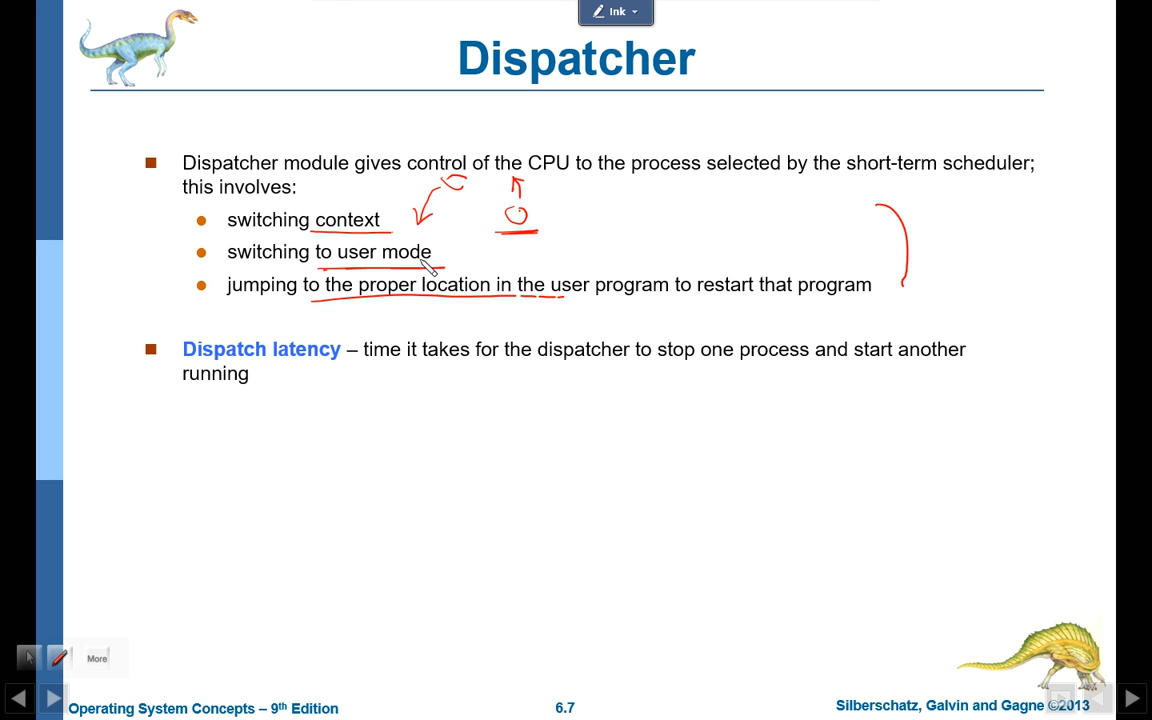 Ink
Dispatcher
Dispatcher module gives control of the CPU to the process selected by the short-term scheduler;
this involves:
switching context
switching to user mode
jumping to the proper location in the user program to restart that program
Dispatch latency – time it takes for the dispatcher to stop one process and start another
running
More
Operating System Concepts – 9th Edition
6.7
Silberschatz, Galvin and Gagne ©2013